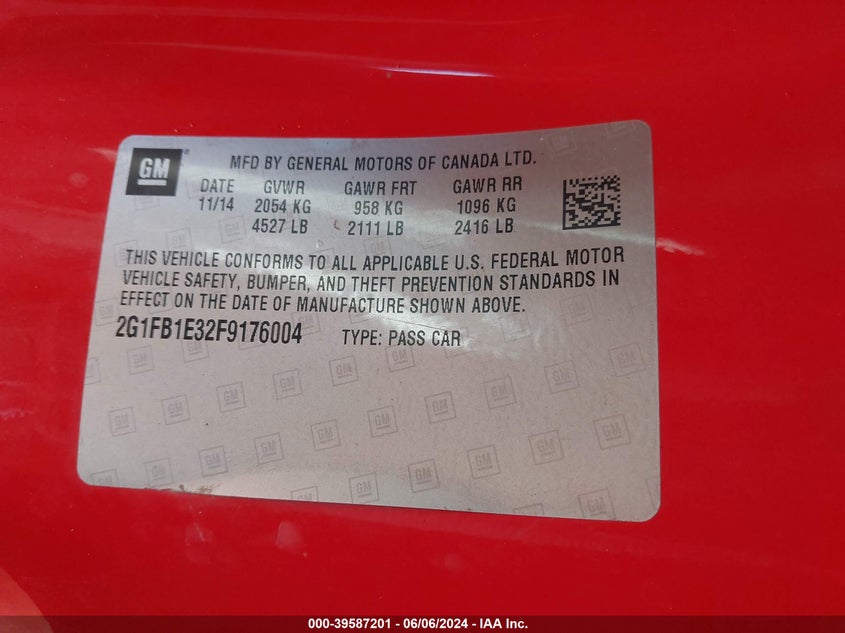 GM ® MFD BY GENERAL MOTORS OF CANADA LTD.
DATE GVWR GAWR FRT GAWR RR
11/14 2054 KG 958 KG 1096 KG
4527 LB 2111 LB 2416 LB
THIS VEHICLE CONFORMS TO ALL APPLICABLE U.S. FEDERAL MOTOR
VEHICLE SAFETY, BUMPER, AND THEFT PREVENTION STANDARDS IN
EFFECT ON THE DATE OF MANUFACTURE SHOWN ABOVE.
2G1FB1E32F9176004 TYPE: PASS CAR
000-39587201 - 06/06/2024 - IAA Inc.